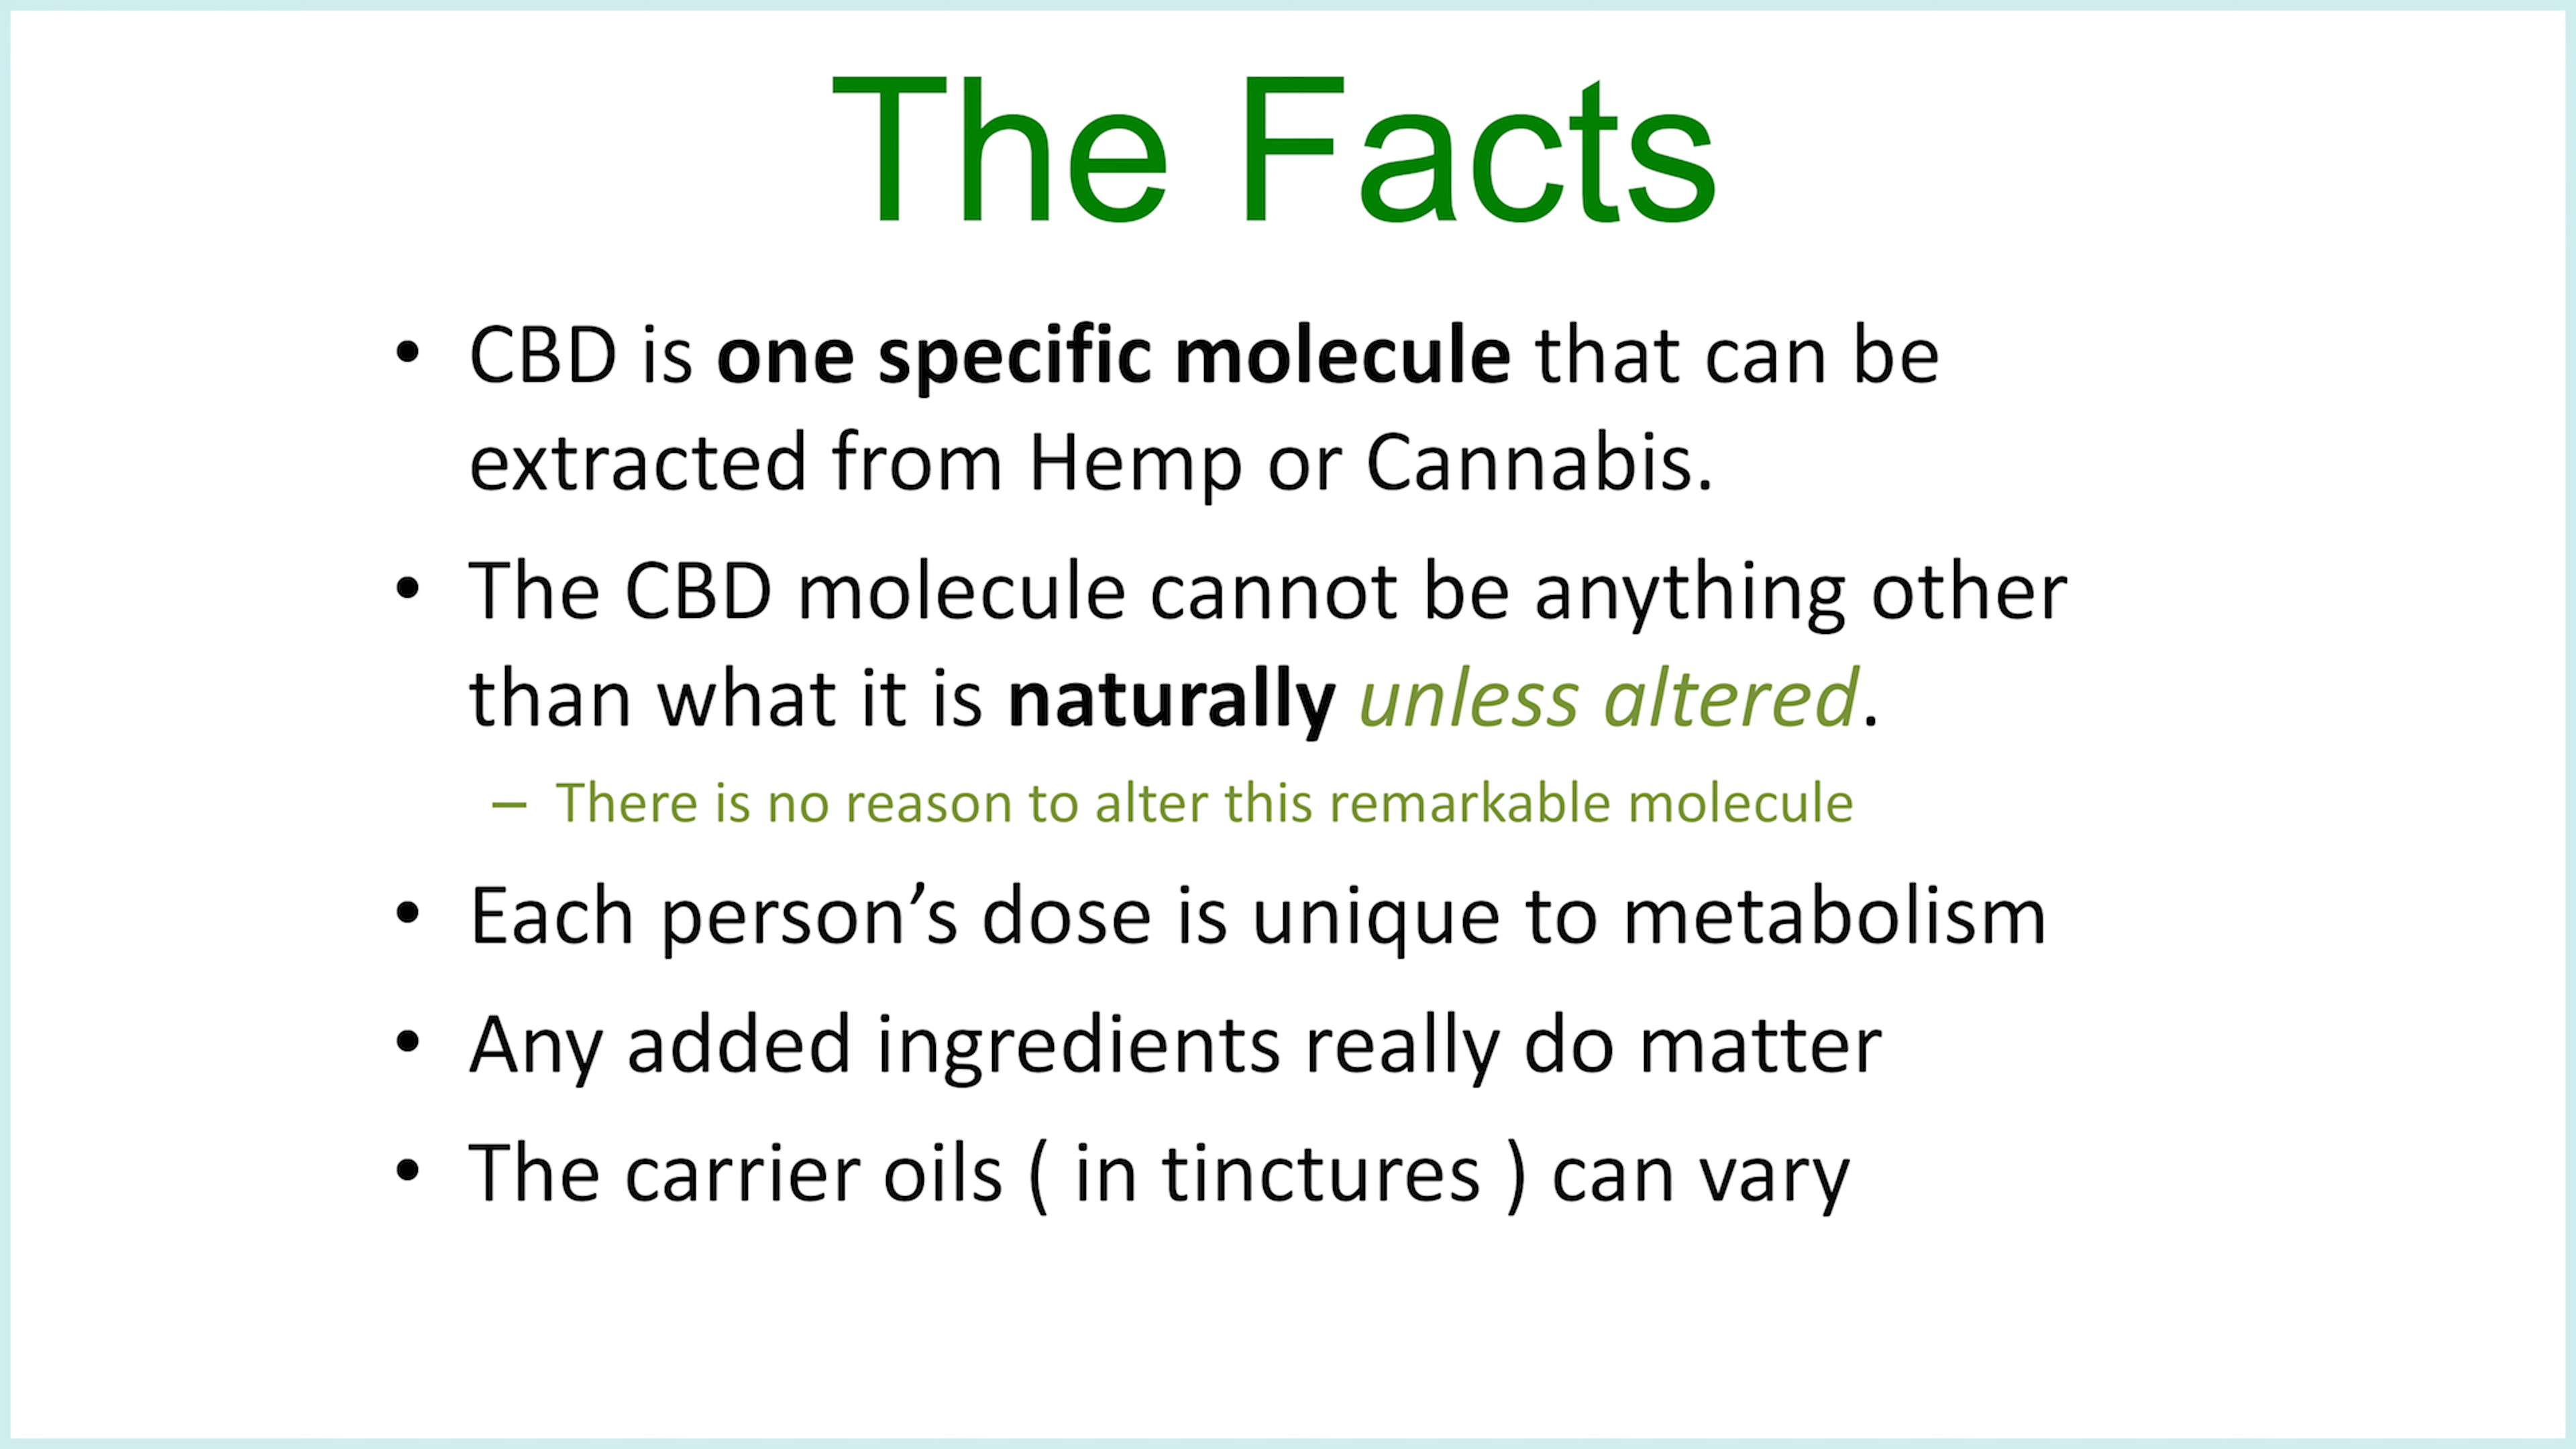 The Facts
• CBD is one specific molecule that can be
extracted from Hemp or Cannabis.
• The CBD molecule cannot be anything other
than what it is naturally unless altered.
– There is no reason to alter this remarkable molecule
• Each person’s dose is unique to metabolism
• Any added ingredients really do matter
• The carrier oils ( in tinctures ) can vary